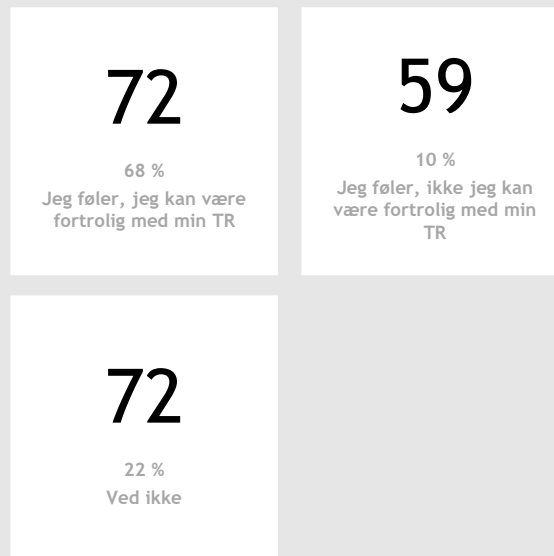 72
68 %
Jeg føler, jeg kan være
fortrolig med min TR
59
10 %
Jeg føler, ikke jeg kan
være fortrolig med min
TR
72
22 %
Ved ikke